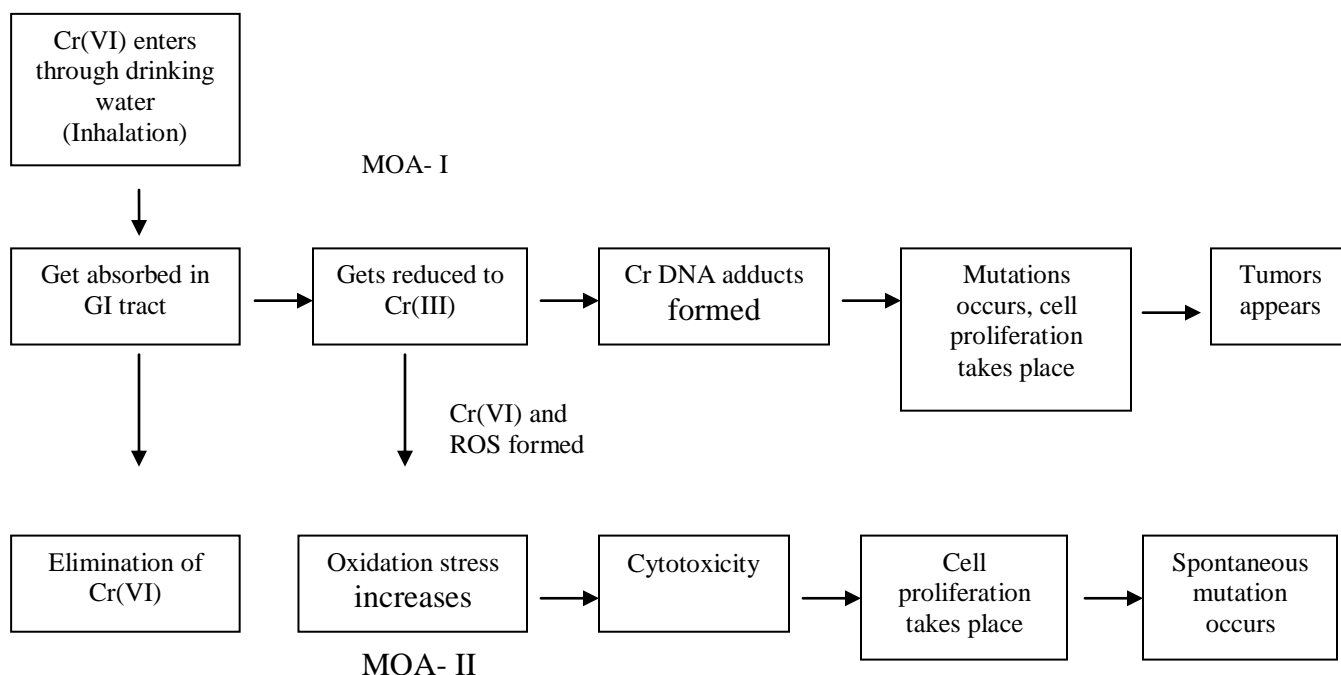 Cr(VI) enters
through drinking
water
(Inhalation)
MOA- I
Get absorbed in
GI tract
Gets reduced to
Cr(III)
Cr DNA adducts
formed
Mutations
occurs, cell
proliferation
takes place
Tumors
appears
Cr(VI) and
ROS formed
Elimination of
Cr(VI)
Oxidation stress
increases
Cytotoxicity
Cell
proliferation
takes place
Spontaneous
mutation
occurs
MOA- II